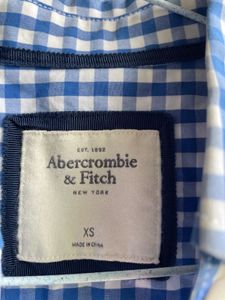 EST. 1892
Abercrombie
& Fitch
NEW YORK
XS
MADE IN CHINA